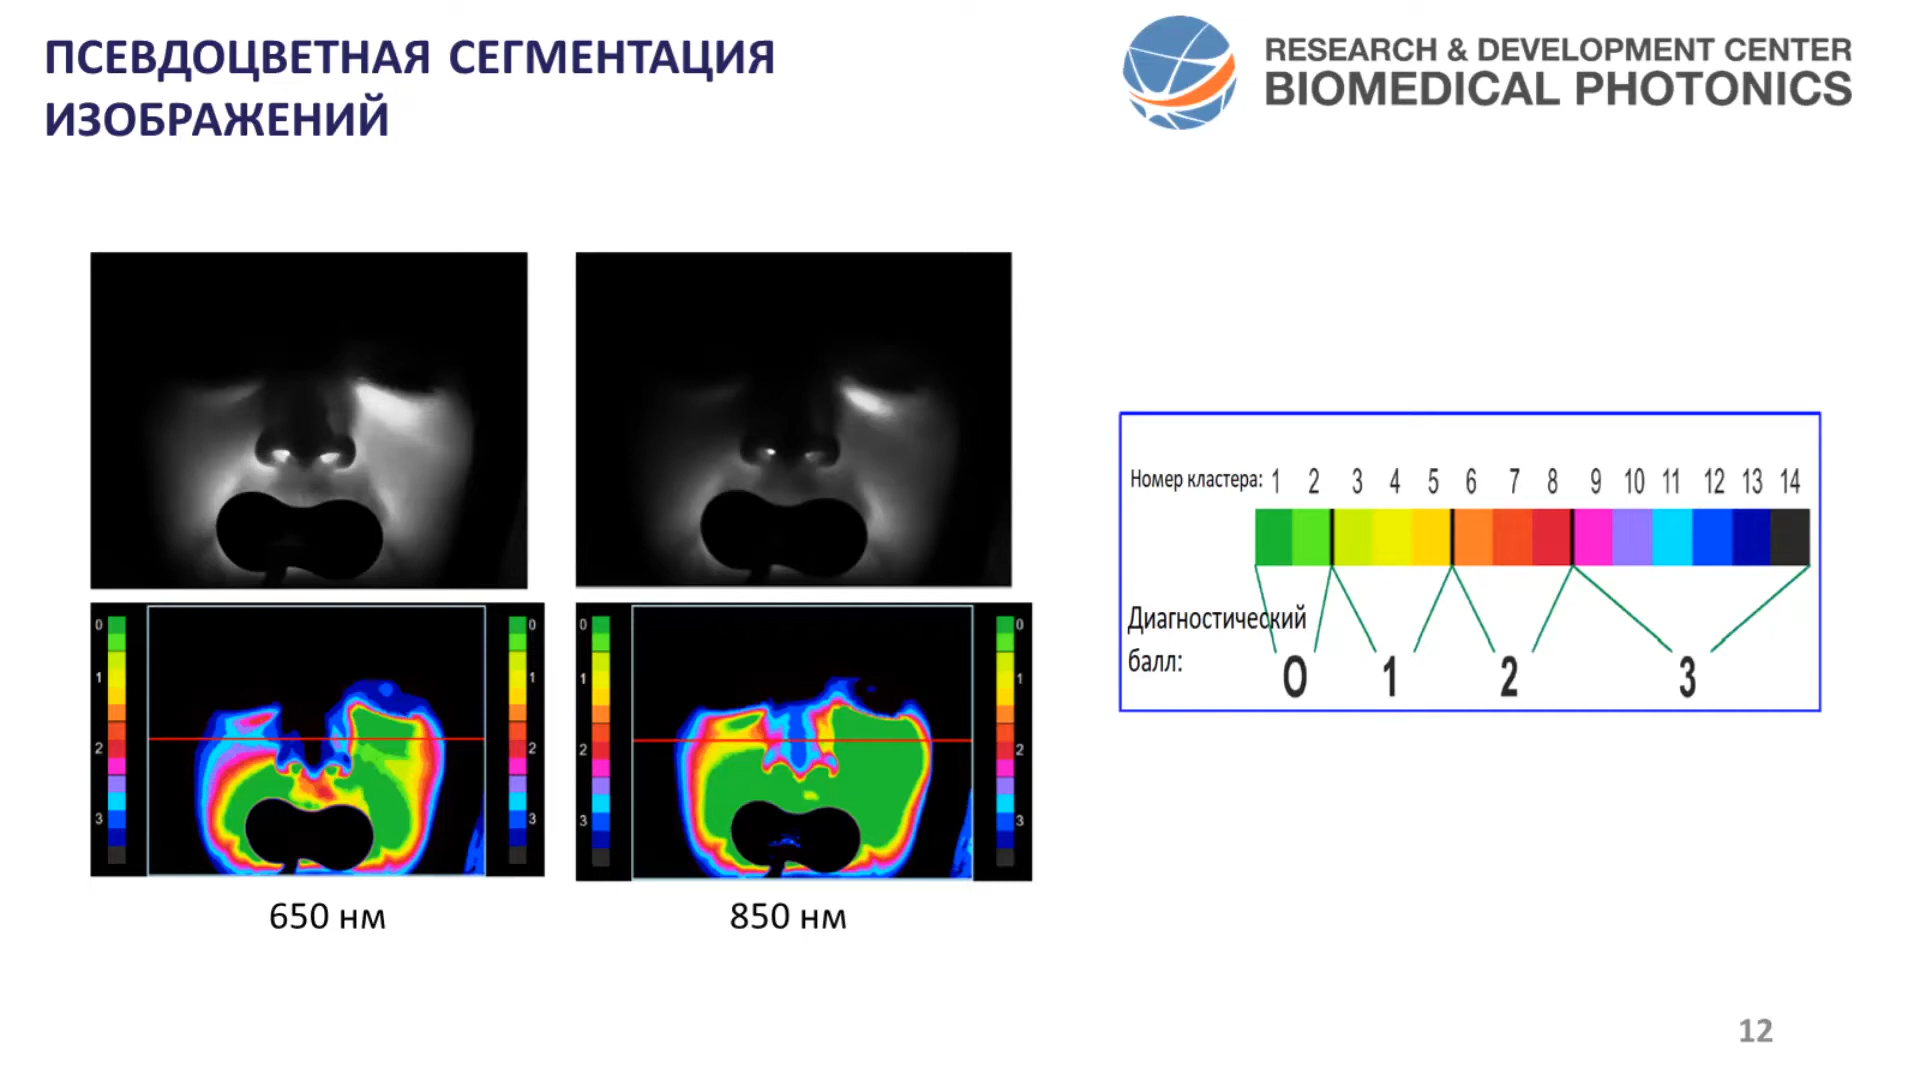 ПСЕВДОЦВЕТНАЯ СЕГМЕНТАЦИЯ
ИЗОБРАЖЕНИЙ
RESEARCH & DEVELOPMENT CENTER
BIOMEDICAL PHOTONICS
0 0
1 1
2 2
3 3
650 нм
0 0
1 1
2 2
3 3
850 нм
Номер кластера: 1 2 3 4 5 6 7 8 9 10 11 12 13 14
Диагностический
балл:
0 1 2 3
12